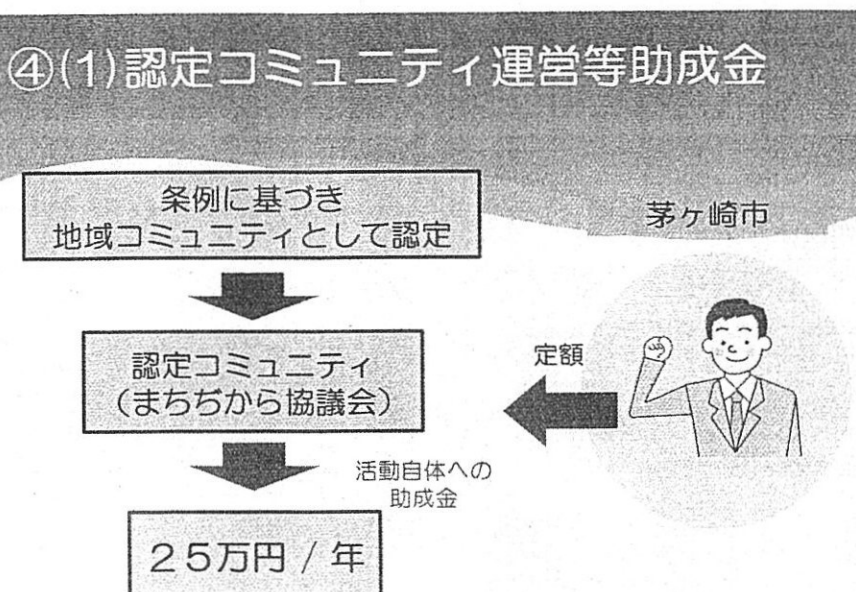 ④(1)認定コミュニティ運営等助成金
条例に基づき
地域コミュニティとして認定
茅ヶ崎市
認定コミュニティ
（まちぢから協議会）
定額
活動自体への
助成金
２５万円 / 年